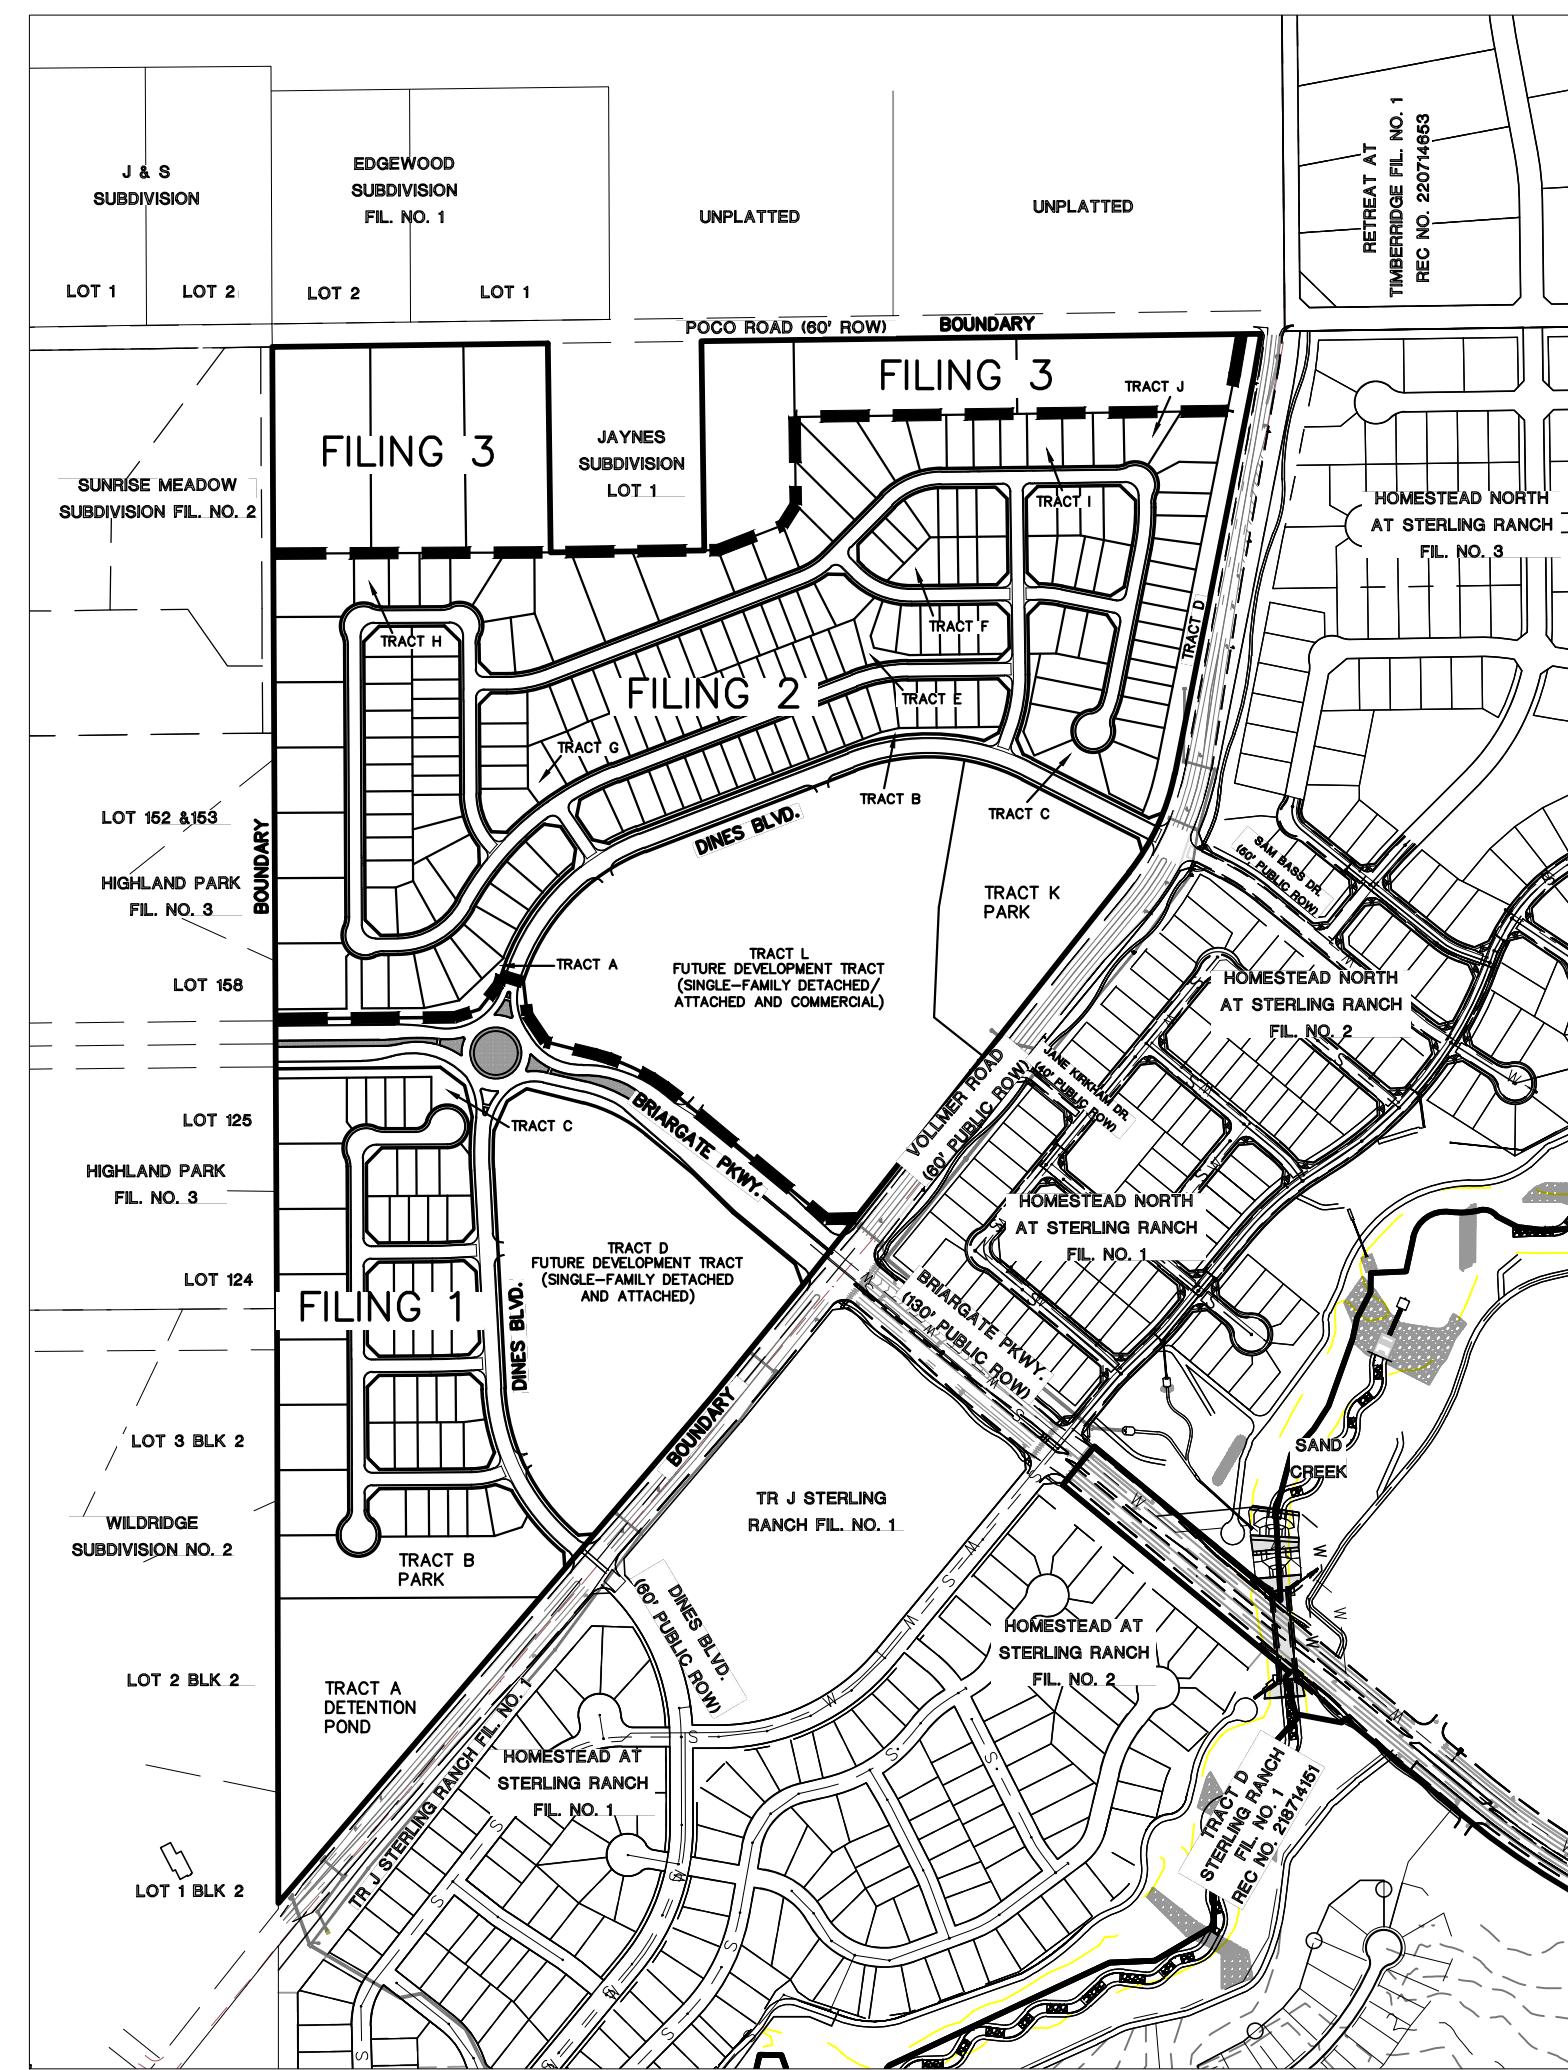 J & S
SUBDIVISION
LOT 1
LOT 2
EDGEWOOD
SUBDIVISION
FIL. NO. 1
LOT 2
LOT 1
UNPLATTED
UNPLATTED
RETREAT AT
TIMBERRIDGE FIL. NO. 1
REC NO. 220714653
POCO ROAD (60' ROW)
BOUNDARY
FILING 3
FILING 3
TRACT J
JAYNES
SUBDIVISION
LOT 1
SUNRISE MEADOW
SUBDIVISION FIL. NO. 2
TRACT I
HOMESTEAD NORTH
AT STERLING RANCH
FIL. NO. 3
TRACT H
TRACT F
TRACT D
FILING 2
TRACT E
TRACT G
TRACT B
TRACT C
LOT 152 &153
DINES BLVD.
BOUNDARY
SAM BASS DR.
(50' PUBLIC ROW)
HIGHLAND PARK
FIL. NO. 3
TRACT K
PARK
TRACT L
FUTURE DEVELOPMENT TRACT
(SINGLE-FAMILY DETACHED/
ATTACHED AND COMMERCIAL)
TRACT A
LOT 158
HOMESTEAD NORTH
AT STERLING RANCH
FIL. NO. 2
VOLLMER ROAD
(60' PUBLIC ROW)
JANE KIRKHAM DR.
(40' PUBLIC ROW)
LOT 125
TRACT C
BRIARGATE PKWY.
HIGHLAND PARK
FIL. NO. 3
HOMESTEAD NORTH
AT STERLING RANCH
FIL. NO. 1
TRACT D
FUTURE DEVELOPMENT TRACT
(SINGLE-FAMILY DETACHED
AND ATTACHED)
LOT 124
FILING 1
DINES BLVD.
BRIARGATE PKWY.
(130' PUBLIC ROW)
BOUNDARY
LOT 3 BLK 2
SAND
CREEK
TR J STERLING
RANCH FIL. NO. 1
WILDRIDGE
SUBDIVISION NO. 2
TRACT B
PARK
DINES BLVD.
(60' PUBLIC ROW)
HOMESTEAD AT
STERLING RANCH
FIL. NO. 2
LOT 2 BLK 2
TRACT A
DETENTION
POND
TR J STERLING RANCH FIL. NO. 1
HOMESTEAD AT
STERLING RANCH
FIL. NO. 1
TRACT D
STERLING RANCH
FIL. NO. 1
REC NO. 218714151
LOT 1 BLK 2